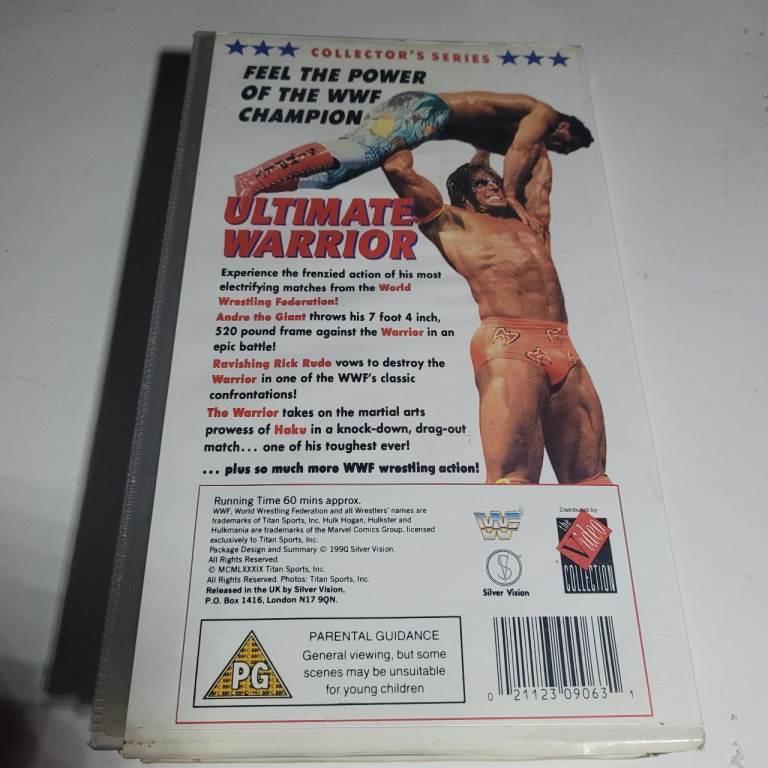 COLLECTOR'S SERIES
FEEL THE POWER
OF THE WWF
CHAMPION
ULTIMATE
WARRIOR
Experience the frenzied action of his most
electrifying matches from the World
Wrestling Federation!
Andre the Giant throws his 7 foot 4 inch,
520 pound frame against the Warrior in an
epic battle!
Ravishing Rick Rude vows to destroy the
Warrior in one of the WWF's classic
confrontations!
The Warrior takes on the martial arts
prowess of Haku in a knock-down, drag-out
match... one of his toughest ever!
... plus so much more WWF wrestling action!
Running Time 60 mins approx.
WWF, World Wrestling Federation and all Wrestlers' names are
trademarks of Titan Sports, Inc. Hulk Hogan, Hulkster and
Hulkmania are trademarks of the Marvel Comics Group, licensed
exclusively to Titan Sports, Inc.
Package Design and Summary © 1990 Silver Vision.
All Rights Reserved.
© MCMLXXXIX Titan Sports, Inc.
All Rights Reserved. Photos: Titan Sports, Inc.
Released in the UK by Silver Vision,
P.O. Box 1416, London N17 9QN.
WF
SV
Silver Vision
Distributed by
the
Video
COLLECTION
PG
PARENTAL GUIDANCE
General viewing, but some
scenes may be unsuitable
for young children
0 21123 09063 1